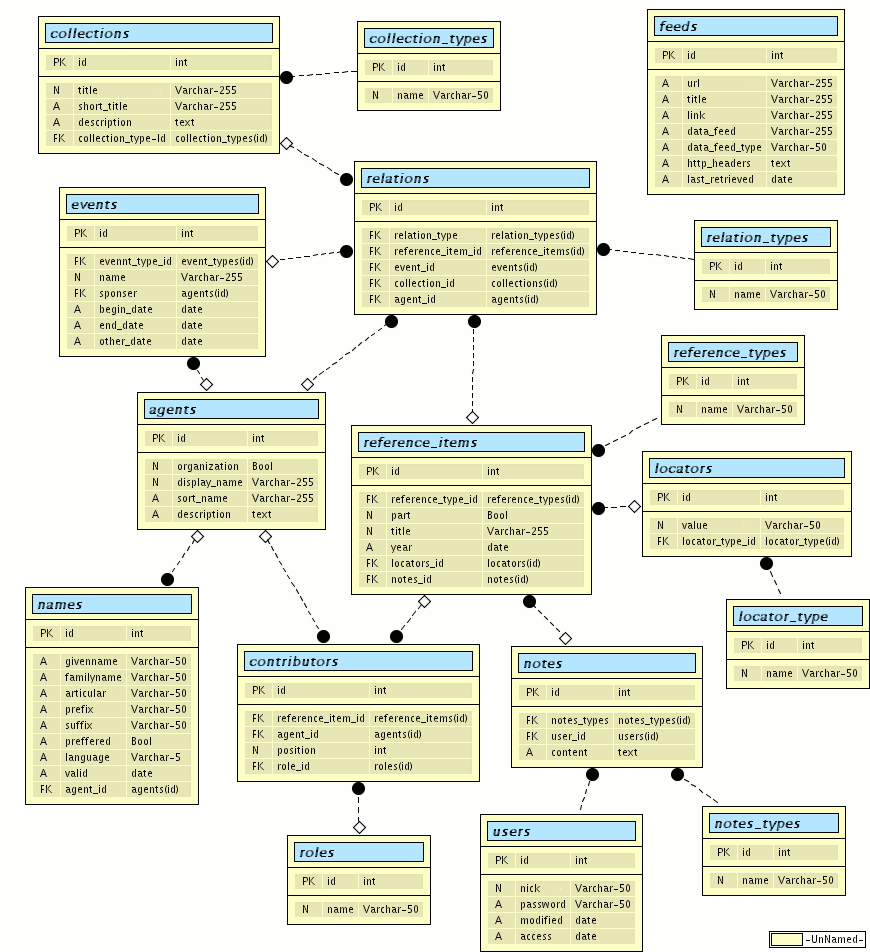 collections
PK id int
N title Varchar-255
A short_title Varchar-255
A description text
FK collection_type-Id collection_types(id)
collection_types
PK id int
N name Varchar-50
feeds
PK id int
A url Varchar-255
A title Varchar-255
A link Varchar-255
A data_feed Varchar-255
A data_feed_type Varchar-50
A http_headers text
A last_retrieved date
relations
PK id int
FK relation_type relation_types(id)
FK reference_item_id reference_items(id)
FK event_id events(id)
FK collection_id collections(id)
FK agent_id agents(id)
events
PK id int
FK evennt_type_id event_types(id)
N name Varchar-255
FK sponser agents(id)
A begin_date date
A end_date date
A other_date date
relation_types
PK id int
N name Varchar-50
reference_types
PK id int
N name Varchar-50
agents
PK id int
N organization Bool
N display_name Varchar-255
A sort_name Varchar-255
A description text
reference_items
PK id int
FK reference_type_id reference_types(id)
N part Bool
N title Varchar-255
A year date
FK locators_id locators(id)
FK notes_id notes(id)
locators
PK id int
N value Varchar-50
FK locator_type_id locator_type(id)
names
PK id int
A givenname Varchar-50
A familyname Varchar-50
A articular Varchar-50
A prefix Varchar-50
A suffix Varchar-50
A preffered Bool
A language Varchar-5
A valid date
FK agent_id agents(id)
locator_type
PK id int
N name Varchar-50
contributors
PK id int
FK reference_item_id reference_items(id)
FK agent_id agents(id)
N position int
FK role_id roles(id)
notes
PK id int
FK notes_types notes_types(id)
FK user_id users(id)
A content text
roles
PK id int
N name Varchar-50
users
PK id int
N nick Varchar-50
A password Varchar-50
A modified date
A access date
notes_types
PK id int
N name Varchar-50
-UnNamed-